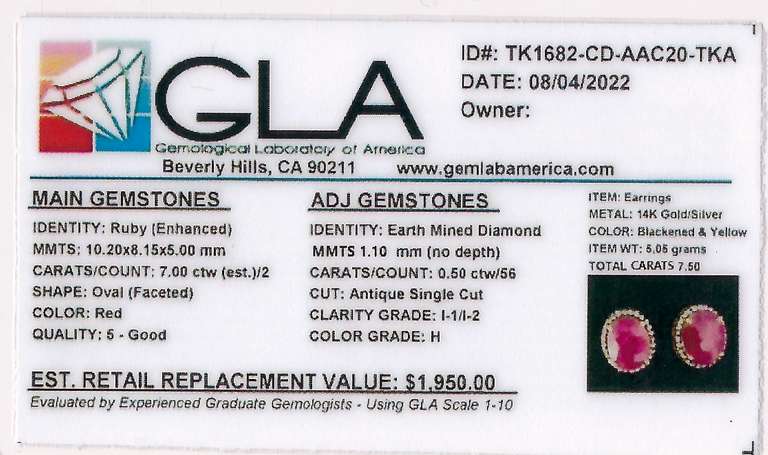 GLA
Gemological Laboratory of America
Beverly Hills, CA 90211 www.gemlabamerica.com
ID#: TK1682-CD-AAC20-TKA
DATE: 08/04/2022
Owner:
MAIN GEMSTONES
IDENTITY: Ruby (Enhanced)
MMTS: 10.20x8.15x5.00 mm
CARATS/COUNT: 7.00 ctw (est.)/2
SHAPE: Oval (Faceted)
COLOR: Red
QUALITY: 5 - Good
ADJ GEMSTONES
IDENTITY: Earth Mined Diamond
MMTS 1.10 mm (no depth)
CARATS/COUNT: 0.50 ctw/56
CUT: Antique Single Cut
CLARITY GRADE: I-1/I-2
COLOR GRADE: H
ITEM: Earrings
METAL: 14K Gold/Silver
COLOR: Blackened & Yellow
ITEM WT: 5.05 grams
TOTAL CARATS 7.50
EST. RETAIL REPLACEMENT VALUE: $1,950.00
Evaluated by Experienced Graduate Gemologists - Using GLA Scale 1-10